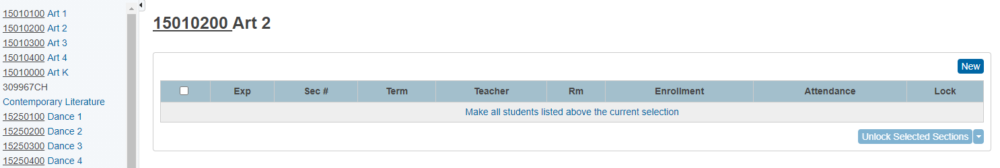 15010100 Art 1
15010200 Art 2
15010300 Art 3
15010400 Art 4
15010000 Art K
309967CH
Contemporary Literature
15250100 Dance 1
15250200 Dance 2
15250300 Dance 3
15250400 Dance 4
15010200 Art 2
New
Exp Sec # Term Teacher Rm Enrollment Attendance Lock
Make all students listed above the current selection
Unlock Selected Sections